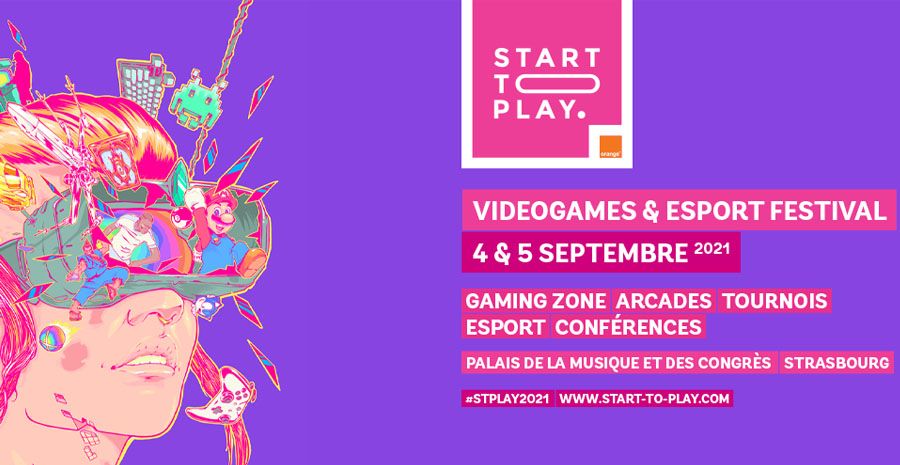 START
TO
PLAY.
orange™
VIDEOGAMES & ESPORT FESTIVAL
4 & 5 SEPTEMBRE 2021
GAMING ZONE ARCADES TOURNOIS
ESPORT CONFÉRENCES
PALAIS DE LA MUSIQUE ET DES CONGRÈS STRASBOURG
#STPLAY2021 WWW.START-TO-PLAY.COM